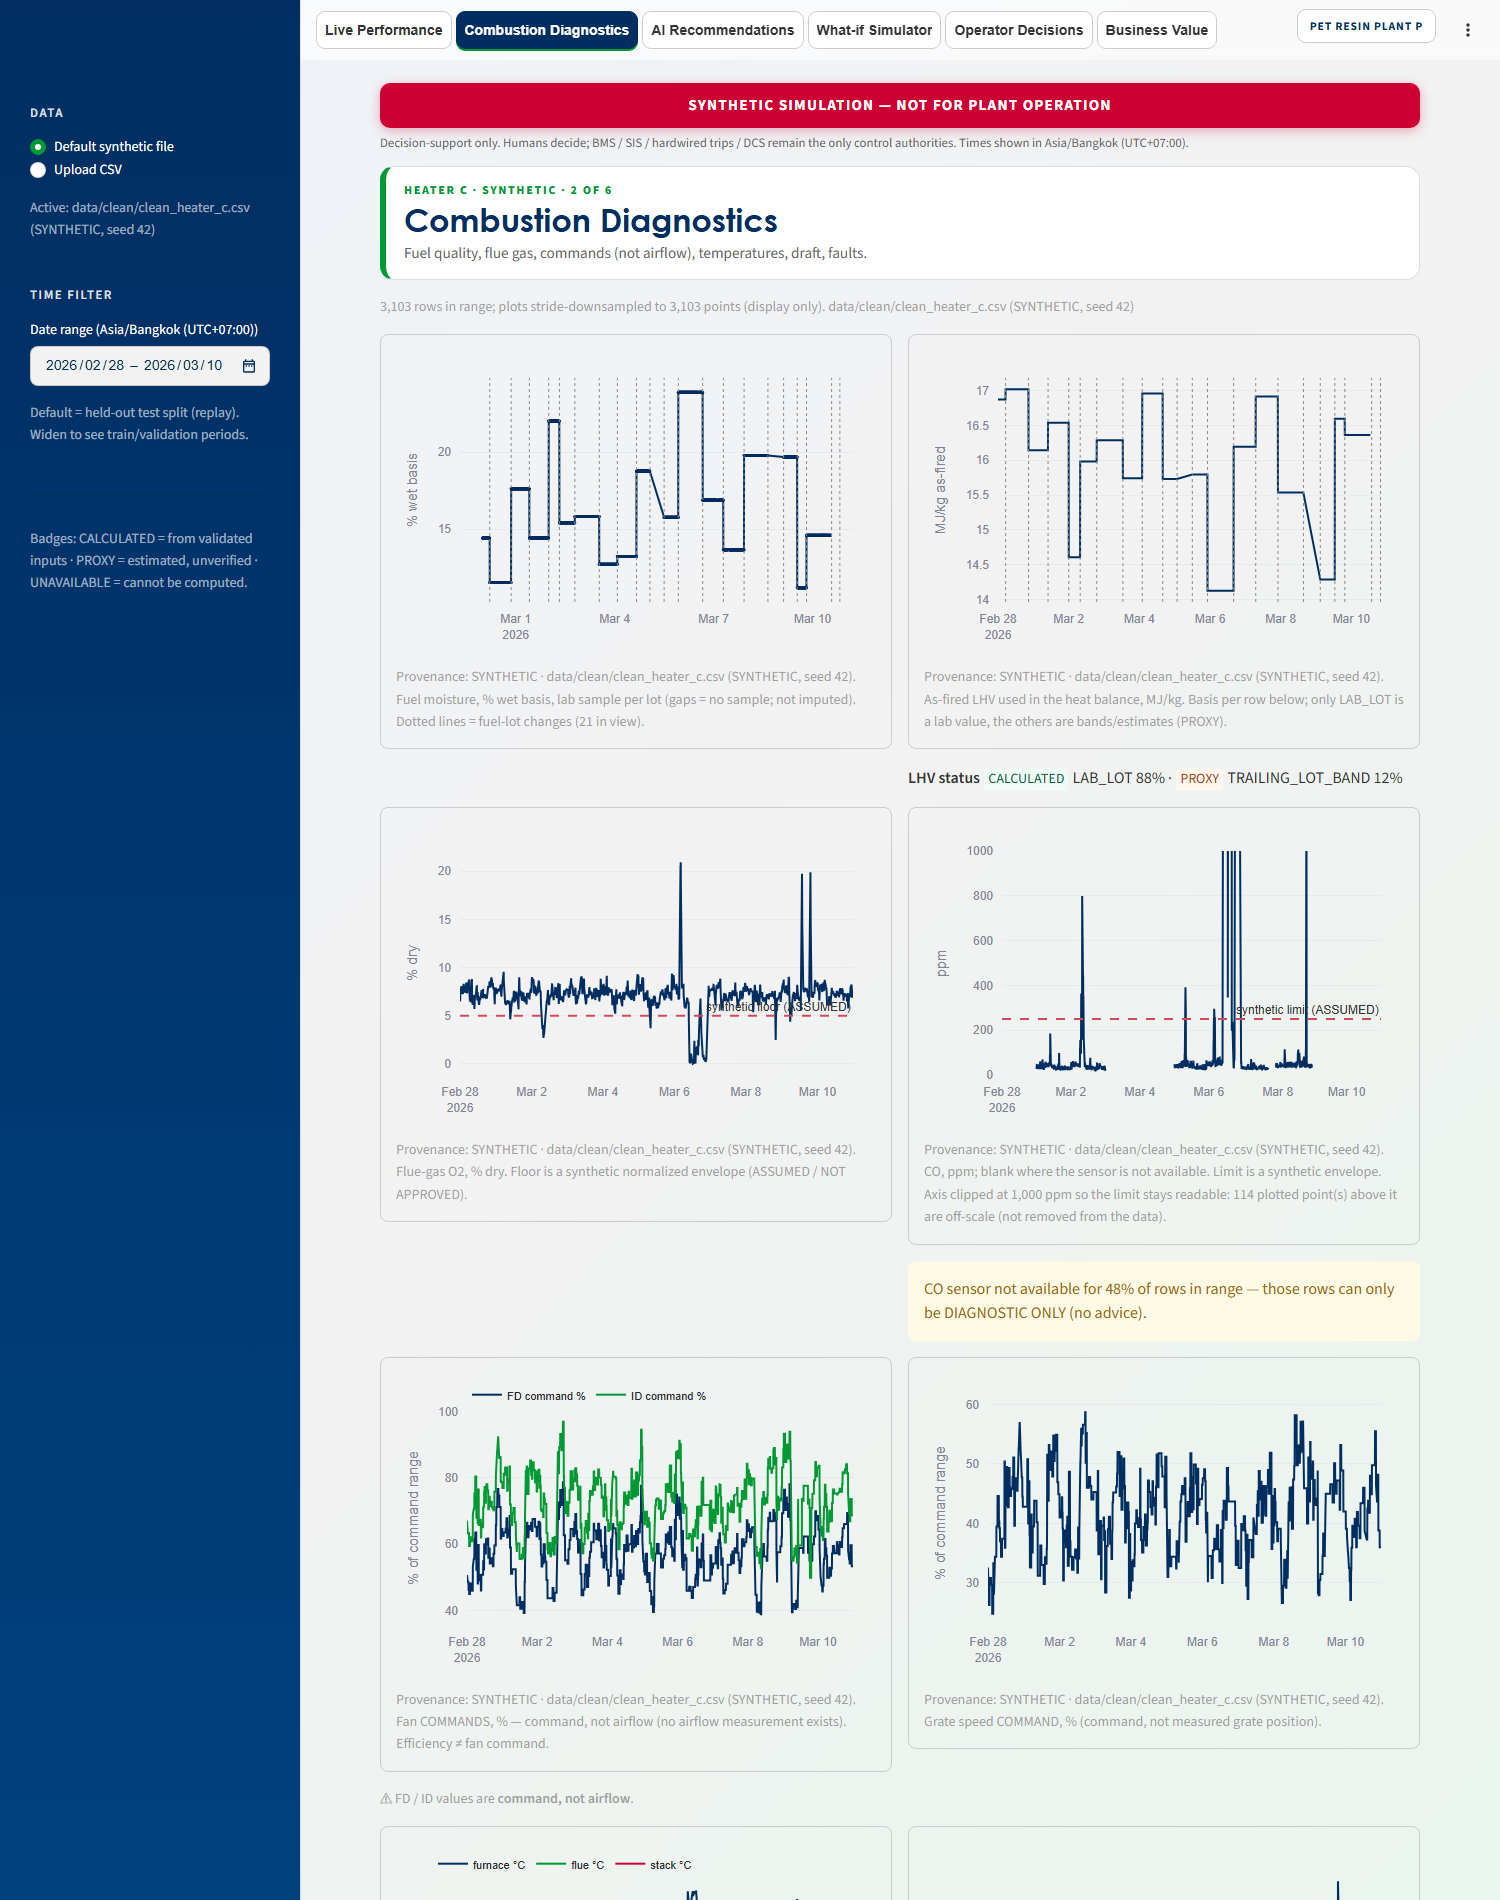 Live Performance
Combustion Diagnostics
AI Recommendations
What-if Simulator
Operator Decisions
Business Value
PET RESIN PLANT P
DATA
Default synthetic file
Upload CSV
Active: data/clean/clean_heater_c.csv
(SYNTHETIC, seed 42)
TIME FILTER
Date range (Asia/Bangkok (UTC+07:00))
2026/02/28 – 2026/03/10
Default = held-out test split (replay).
Widen to see train/validation periods.
Badges: CALCULATED = from validated
inputs · PROXY = estimated, unverified ·
UNAVAILABLE = cannot be computed.
SYNTHETIC SIMULATION — NOT FOR PLANT OPERATION
Decision-support only. Humans decide; BMS / SIS / hardwired trips / DCS remain the only control authorities. Times shown in Asia/Bangkok (UTC+07:00).
HEATER C · SYNTHETIC · 2 OF 6
Combustion Diagnostics
Fuel quality, flue gas, commands (not airflow), temperatures, draft, faults.
3,103 rows in range; plots stride-downsampled to 3,103 points (display only). data/clean/clean_heater_c.csv (SYNTHETIC, seed 42)
% wet basis
20
15
Mar 1
2026
Mar 4
Mar 7
Mar 10
Provenance: SYNTHETIC · data/clean/clean_heater_c.csv (SYNTHETIC, seed 42).
Fuel moisture, % wet basis, lab sample per lot (gaps = no sample; not imputed).
Dotted lines = fuel-lot changes (21 in view).
MJ/kg as-fired
17
16.5
16
15.5
15
14.5
14
Feb 28
2026
Mar 2
Mar 4
Mar 6
Mar 8
Mar 10
Provenance: SYNTHETIC · data/clean/clean_heater_c.csv (SYNTHETIC, seed 42).
As-fired LHV used in the heat balance, MJ/kg. Basis per row below; only LAB_LOT is
a lab value, the others are bands/estimates (PROXY).
LHV status CALCULATED LAB_LOT 88% · PROXY TRAILING_LOT_BAND 12%
% dry
20
15
10
5
0
synthetic floor (ASSUMED)
Feb 28
2026
Mar 2
Mar 4
Mar 6
Mar 8
Mar 10
Provenance: SYNTHETIC · data/clean/clean_heater_c.csv (SYNTHETIC, seed 42).
Flue-gas O2, % dry. Floor is a synthetic normalized envelope (ASSUMED / NOT
APPROVED).
ppm
1000
800
600
400
200
0
synthetic limit (ASSUMED)
Feb 28
2026
Mar 2
Mar 4
Mar 6
Mar 8
Mar 10
Provenance: SYNTHETIC · data/clean/clean_heater_c.csv (SYNTHETIC, seed 42).
CO, ppm; blank where the sensor is not available. Limit is a synthetic envelope.
Axis clipped at 1,000 ppm so the limit stays readable: 114 plotted point(s) above it
are off-scale (not removed from the data).
CO sensor not available for 48% of rows in range — those rows can only
be DIAGNOSTIC ONLY (no advice).
FD command %
ID command %
% of command range
100
80
60
40
Feb 28
2026
Mar 2
Mar 4
Mar 6
Mar 8
Mar 10
Provenance: SYNTHETIC · data/clean/clean_heater_c.csv (SYNTHETIC, seed 42).
Fan COMMANDS, % — command, not airflow (no airflow measurement exists).
Efficiency ≠ fan command.
% of command range
60
50
40
30
Feb 28
2026
Mar 2
Mar 4
Mar 6
Mar 8
Mar 10
Provenance: SYNTHETIC · data/clean/clean_heater_c.csv (SYNTHETIC, seed 42).
Grate speed COMMAND, % (command, not measured grate position).
⚠ FD / ID values are command, not airflow.
furnace °C
flue °C
stack °C